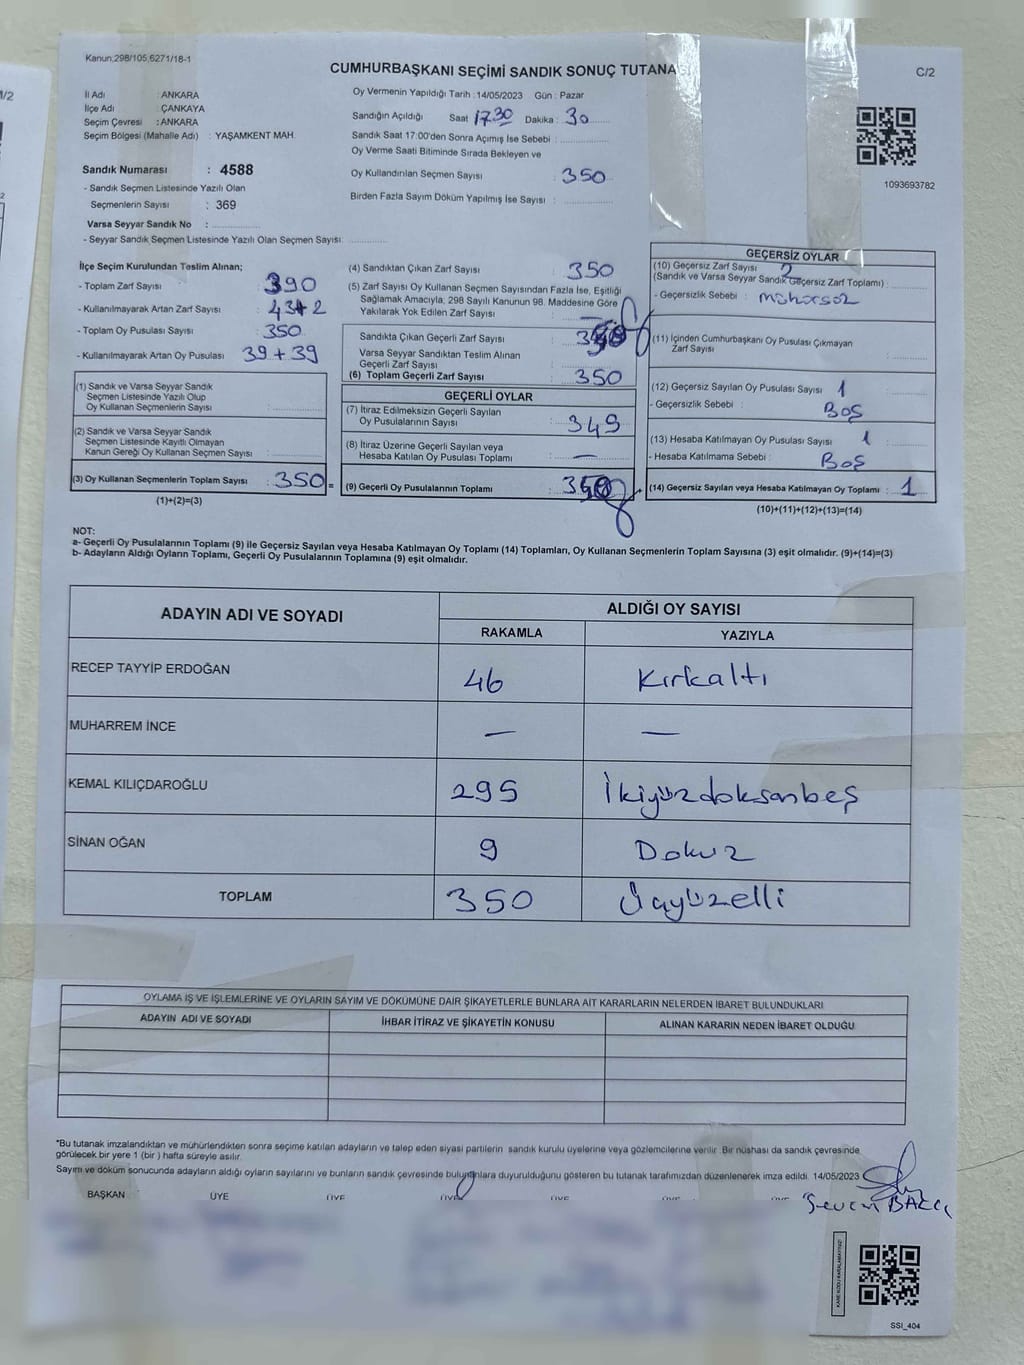 Kanun:298/105,6271/18-1
CUMHURBAŞKANI SEÇİMİ SANDIK SONUÇ TUTANA
C/2
İl Adı : ANKARA
İlçe Adı : ÇANKAYA
Seçim Çevresi : ANKARA
Seçim Bölgesi (Mahalle Adı) : YAŞAMKENT MAH.
Sandık Numarası : 4588
- Sandık Seçmen Listesinde Yazılı Olan
Seçmenlerin Sayısı : 369
Varsa Seyyar Sandık No :
- Seyyar Sandık Seçmen Listesinde Yazılı Olan Seçmen Sayısı:
Oy Vermenin Yapıldığı Tarih : 14/05/2023 Gün : Pazar
Sandığın Açıldığı Saat 17.30 Dakika : 30
Sandık Saat 17:00'den Sonra Açımış İse Sebebi :
Oy Verme Saati Bitiminde Sırada Bekleyen ve
Oy Kullandırılan Seçmen Sayısı : 350
Birden Fazla Sayım Döküm Yapılmış İse Sayısı :
1093693782
İlçe Seçim Kurulundan Teslim Alınan;
- Toplam Zarf Sayısı : 390
- Kullanılmayarak Artan Zarf Sayısı : 43+2
- Toplam Oy Pusulası Sayısı : 350
- Kullanılmayarak Artan Oy Pusulası : 39+39
(1) Sandık ve Varsa Seyyar Sandık
Seçmen Listesinde Yazılı Olup
Oy Kullanan Seçmenlerin Sayısı :
(2) Sandık ve Varsa Seyyar Sandık
Seçmen Listesinde Kayıtlı Olmayan
Kanun Gereği Oy Kullanan Seçmen Sayısı :
(3) Oy Kullanan Seçmenlerin Toplam Sayısı : 350 =
(1)+(2)=(3)
(4) Sandıktan Çıkan Zarf Sayısı : 350
(5) Zarf Sayısı Oy Kullanan Seçmen Sayısından Fazla İse, Eşitliği
Sağlamak Amacıyla, 298 Sayılı Kanunun 98. Maddesine Göre
Yakılarak Yok Edilen Zarf Sayısı : —
Sandıkta Çıkan Geçerli Zarf Sayısı :
Varsa Seyyar Sandıktan Teslim Alınan
Geçerli Zarf Sayısı :
(6) Toplam Geçerli Zarf Sayısı : 350
GEÇERLİ OYLAR
(7) İtiraz Edilmeksizin Geçerli Sayılan
Oy Pusulalarının Sayısı : 349
(8) İtiraz Üzerine Geçerli Sayılan veya
Hesaba Katılan Oy Pusulası Toplamı : —
(9) Geçerli Oy Pusulalarının Toplamı :
GEÇERSİZ OYLAR
(10) Geçersiz Zarf Sayısı : 2
(Sandık ve Varsa Seyyar Sandık Geçersiz Zarf Toplamı) :
- Geçersizlik Sebebi : mühürsüz
(11) İçinden Cumhurbaşkanı Oy Pusulası Çıkmayan
Zarf Sayısı :
(12) Geçersiz Sayılan Oy Pusulası Sayısı : 1
- Geçersizlik Sebebi : BOŞ
(13) Hesaba Katılmayan Oy Pusulası Sayısı : 1
- Hesaba Katılmama Sebebi : BOŞ
(14) Geçersiz Sayılan veya Hesaba Katılmayan Oy Toplamı : 1
(10)+(11)+(12)+(13)=(14)
NOT:
a- Geçerli Oy Pusulalarının Toplamı (9) ile Geçersiz Sayılan veya Hesaba Katılmayan Oy Toplamı (14) Toplamları, Oy Kullanan Seçmenlerin Toplam Sayısına (3) eşit olmalıdır. (9)+(14)=(3)
b- Adayların Aldığı Oyların Toplamı, Geçerli Oy Pusulalarının Toplamına (9) eşit olmalıdır.
ADAYIN ADI VE SOYADI ALDIĞI OY SAYISI
RAKAMLA YAZIYLA
RECEP TAYYİP ERDOĞAN 46 Kırkaltı
MUHARREM İNCE — —
KEMAL KILIÇDAROĞLU 295 İkiyüzdoksanbeş
SİNAN OĞAN 9 Dokuz
TOPLAM 350 Üçyüzelli
OYLAMA İŞ VE İŞLEMLERİNE VE OYLARIN SAYIM VE DÖKÜMÜNE DAİR ŞİKAYETLERLE BUNLARA AİT KARARLARIN NELERDEN İBARET BULUNDUKLARI
ADAYIN ADI VE SOYADI İHBAR İTİRAZ VE ŞİKAYETİN KONUSU ALINAN KARARIN NEDEN İBARET OLDUĞU
*Bu tutanak imzalandıktan ve mühürlendikten sonra seçime katılan adayların ve talep eden siyasi partilerin sandık kurulu üyelerine veya gözlemcilerine verilir. Bir nüshası da sandık çevresinde
görülecek bir yere 1 (bir) hafta süreyle asılır.
Sayım ve döküm sonucunda adayların aldığı oyların sayılarını ve bunların sandık çevresinde bulunanlara duyurulduğunu gösteren bu tutanak tarafımızdan düzenlenerek imza edildi. 14/05/2023
BAŞKAN ÜYE ÜYE ÜYE ÜYE ÜYE
SSI_404